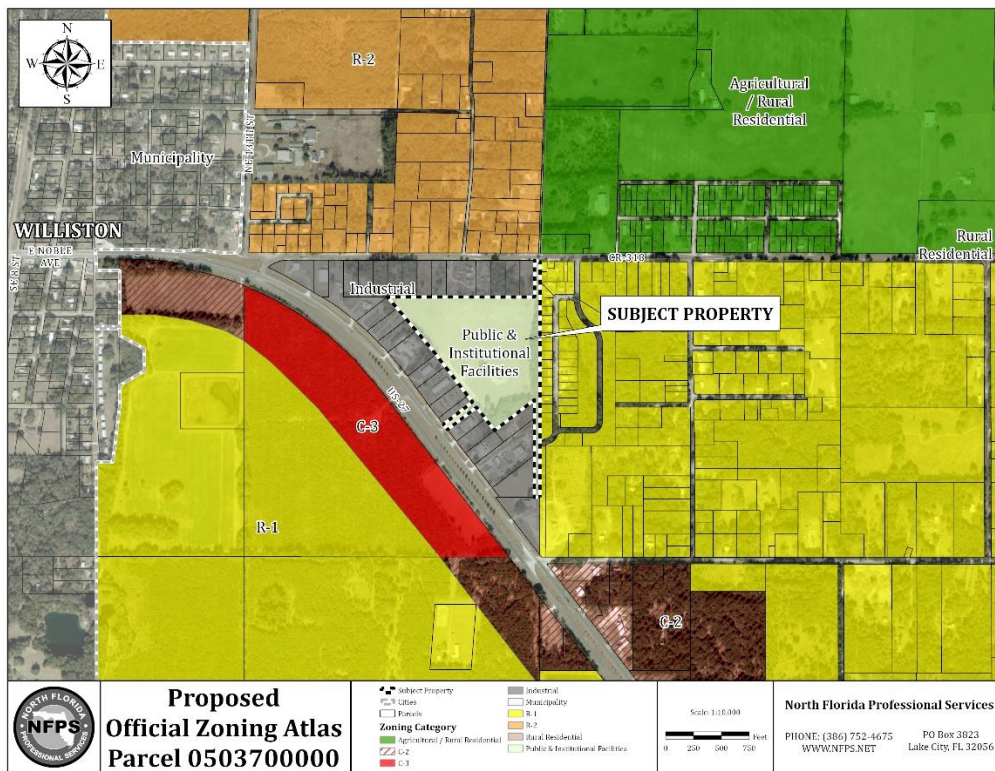 N
W
E
S
R-2
Agricultural
/ Rural
Residential
Municipality
NE 13TH ST
WILLISTON
E NOBLE
AVE
CR-318
Rural
Residential
Industrial
SUBJECT PROPERTY
Public &
Institutional
Facilities
US-27
C-3
R-1
C-2
NORTH FLORIDA
NFPS
PROFESSIONAL SERVICES
Proposed
Official Zoning Atlas
Parcel 0503700000
Subject Property
Cities
Parcels
Zoning Category
Agricultural / Rural Residential
C-2
C-3
Industrial
Municipality
R-1
R-2
Rural Residential
Public & Institutional Facilities
Scale: 1:10,000
Feet
0 250 500 750
North Florida Professional Services
PHONE: (386) 752-4675
WWW.NFPS.NET
PO Box 3823
Lake City, FL 32056